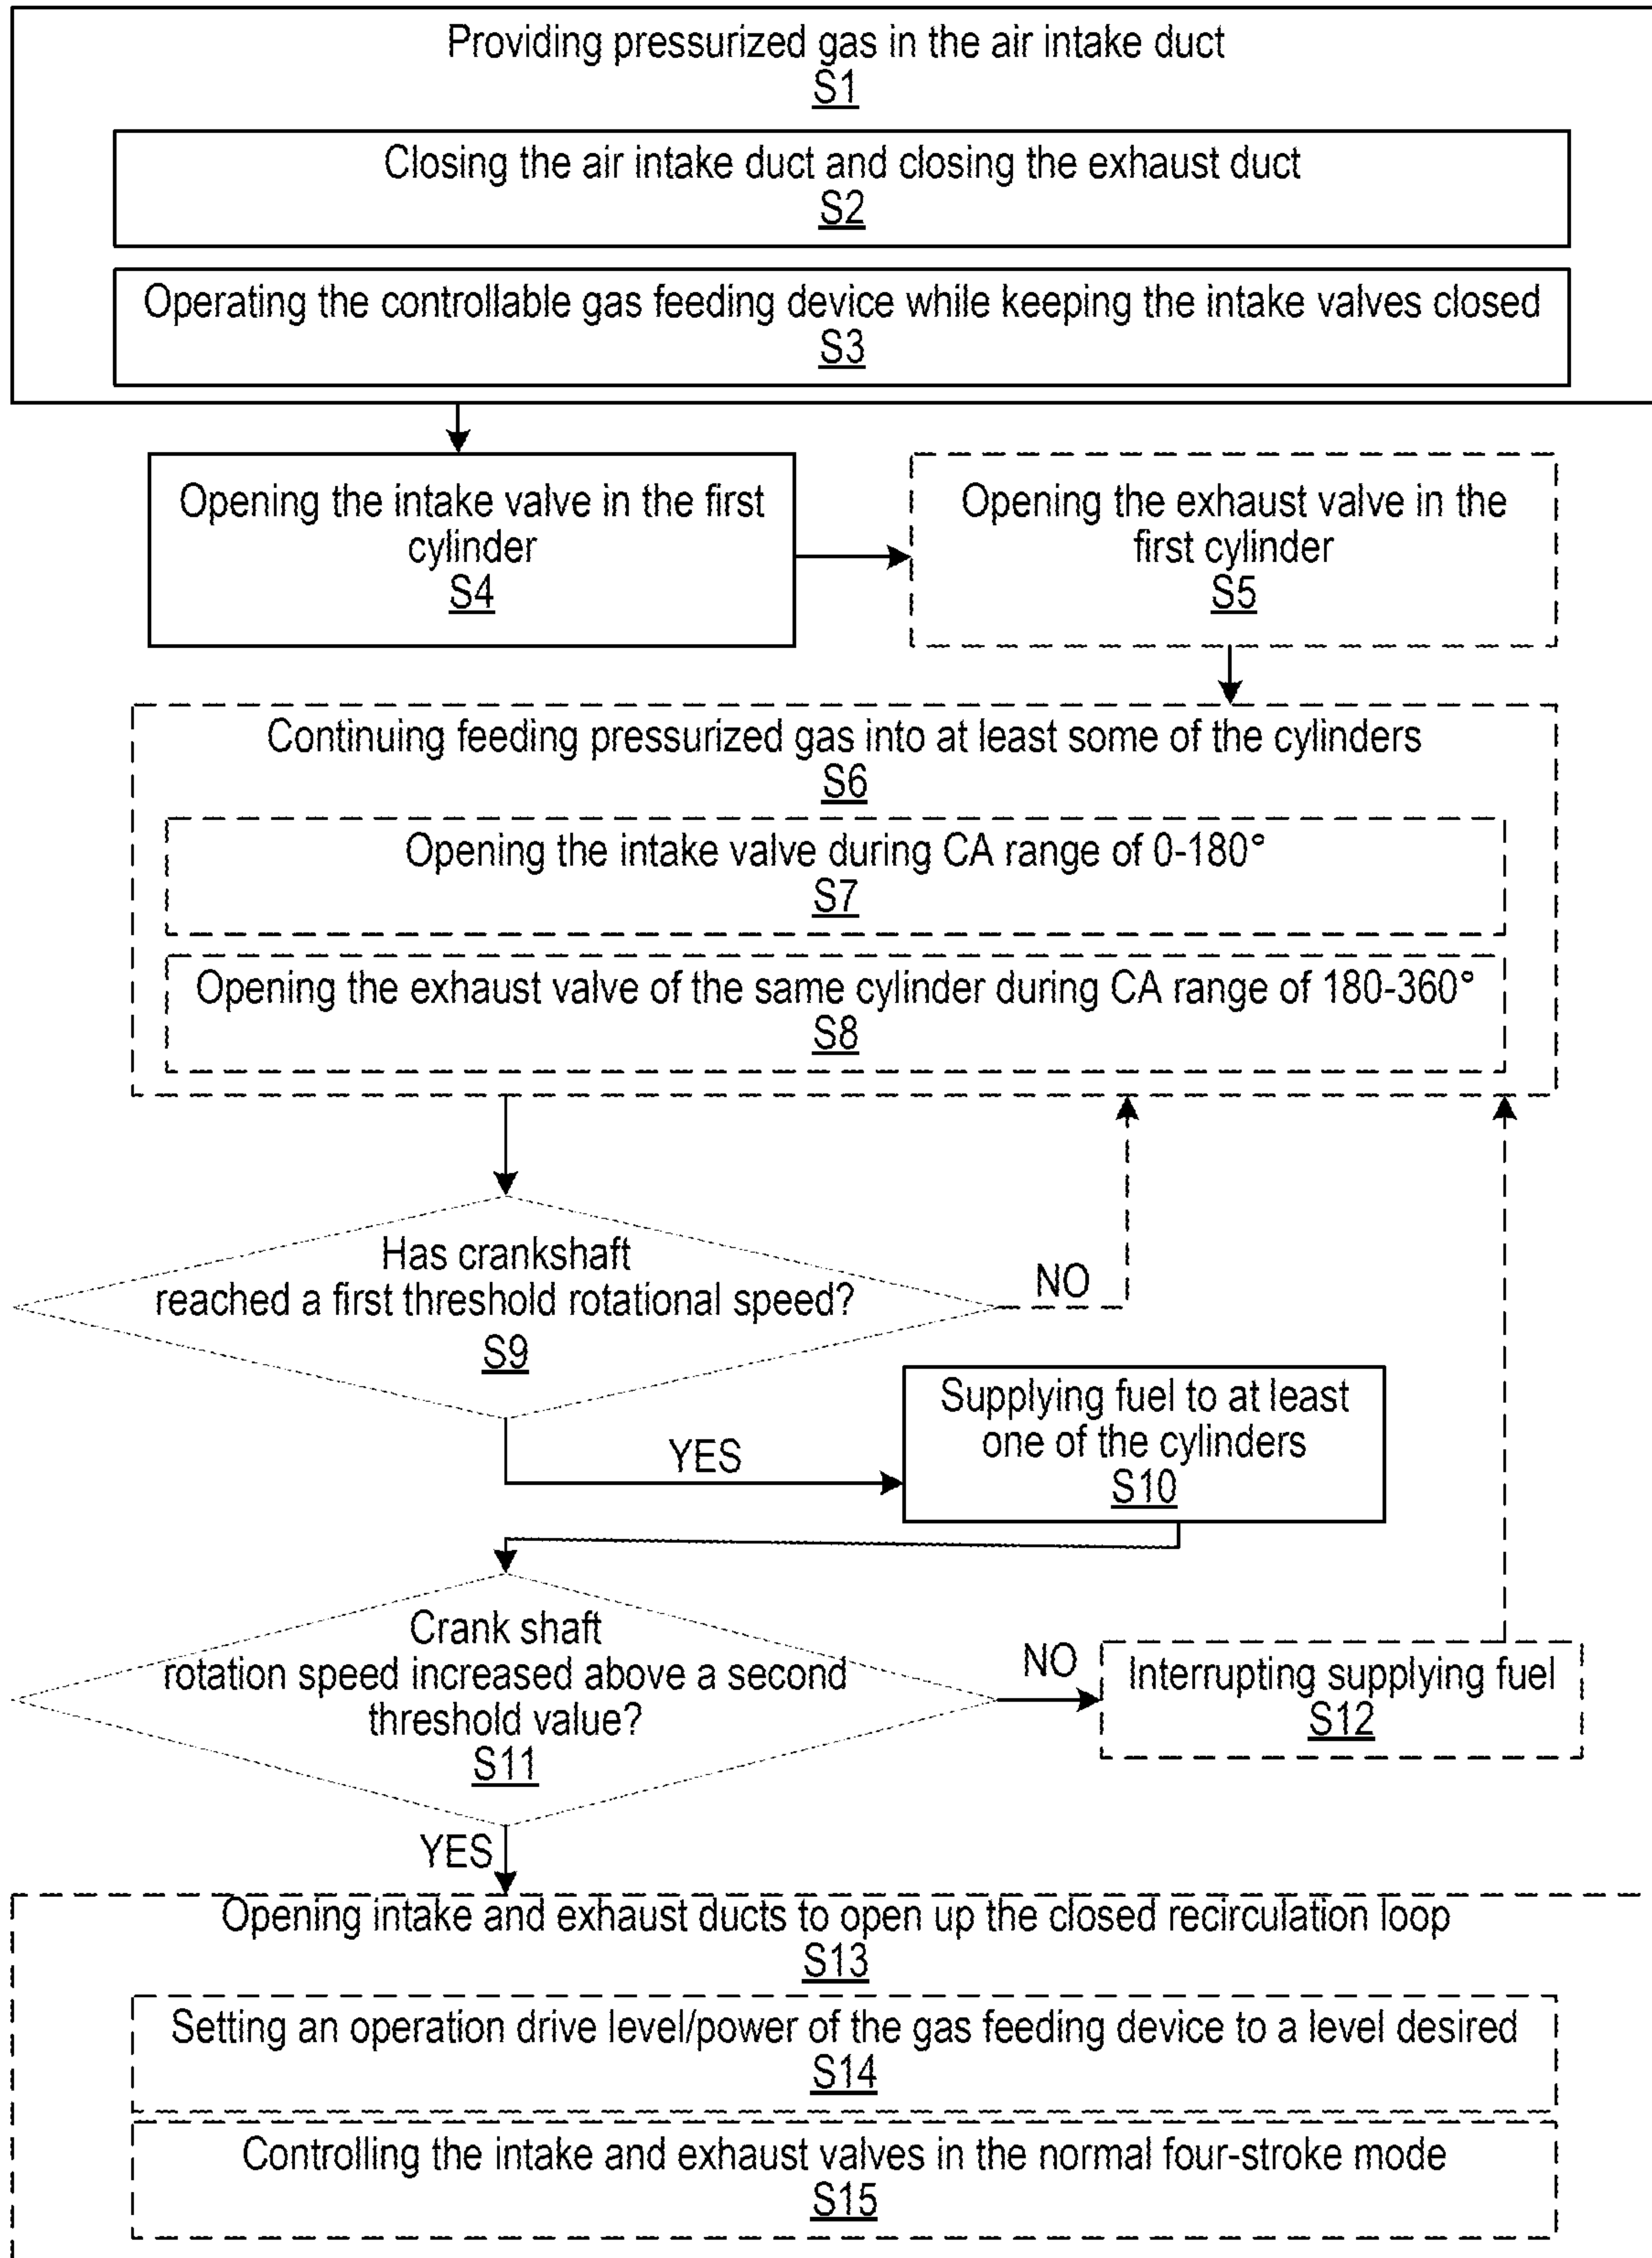 Providing pressurized gas in the air intake duct
S1
Closing the air intake duct and closing the exhaust duct
S2
Operating the controllable gas feeding device while keeping the intake valves closed
S3
Opening the intake valve in the first
cylinder
S4
Opening the exhaust valve in the
first cylinder
S5
Continuing feeding pressurized gas into at least some of the cylinders
S6
Opening the intake valve during CA range of 0-180°
S7
Opening the exhaust valve of the same cylinder during CA range of 180-360°
S8
Has crankshaft
reached a first threshold rotational speed?
S9
NO
YES
Supplying fuel to at least
one of the cylinders
S10
Crank shaft
rotation speed increased above a second
threshold value?
S11
NO
Interrupting supplying fuel
S12
YES
Opening intake and exhaust ducts to open up the closed recirculation loop
S13
Setting an operation drive level/power of the gas feeding device to a level desired
S14
Controlling the intake and exhaust valves in the normal four-stroke mode
S15